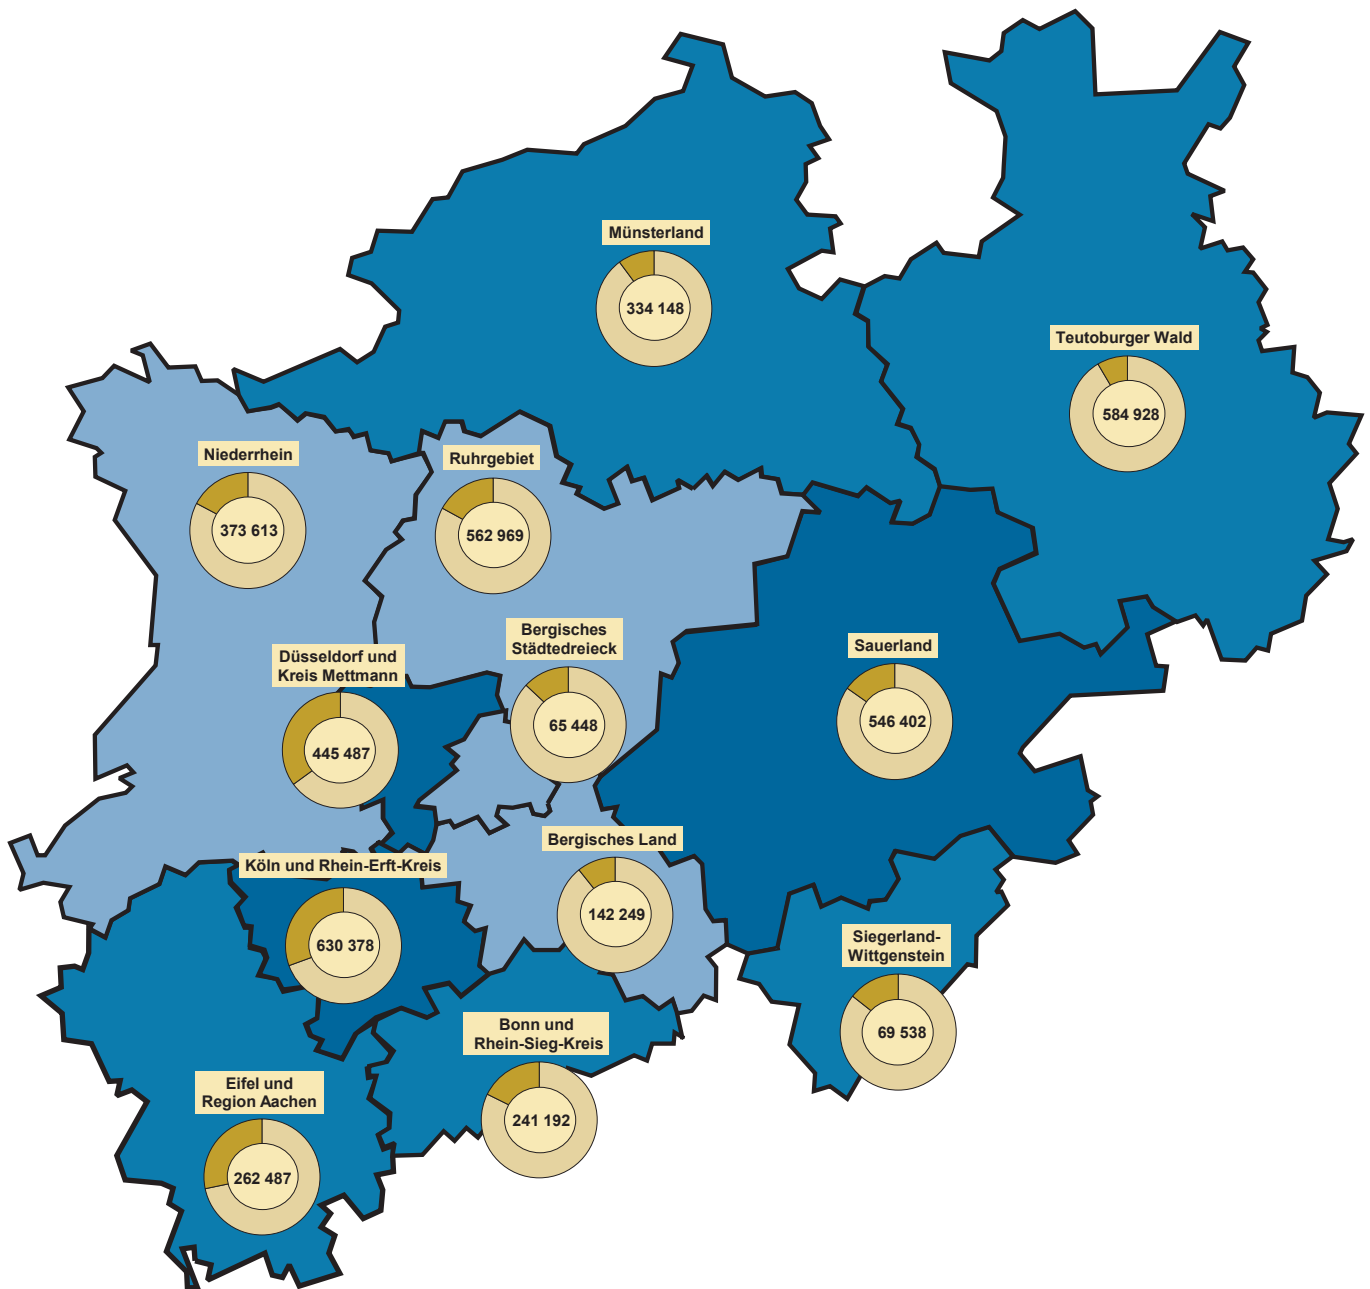 Münsterland
334 148
Teutoburger Wald
584 928
Niederrhein
373 613
Ruhrgebiet
562 969
Bergisches
Städtedreieck
65 448
Sauerland
546 402
Düsseldorf und
Kreis Mettmann
445 487
Bergisches Land
142 249
Köln und Rhein-Erft-Kreis
630 378
Siegerland-
Wittgenstein
69 538
Bonn und
Rhein-Sieg-Kreis
241 192
Eifel und
Region Aachen
262 487